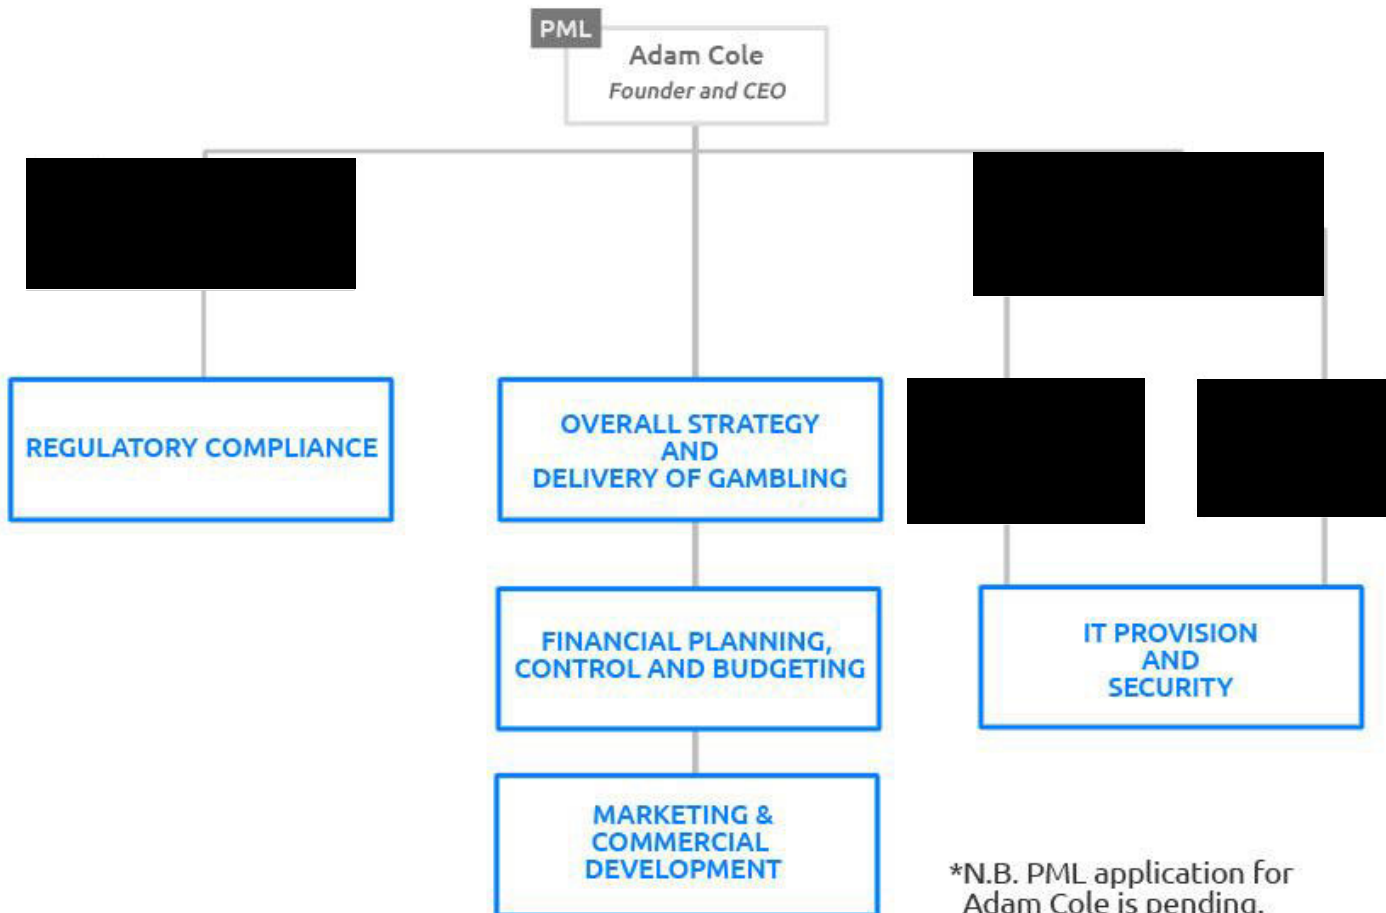 PML
Adam Cole
Founder and CEO
REGULATORY COMPLIANCE
OVERALL STRATEGY
AND
DELIVERY OF GAMBLING
FINANCIAL PLANNING,
CONTROL AND BUDGETING
IT PROVISION
AND
SECURITY
MARKETING &
COMMERCIAL
DEVELOPMENT
*N.B. PML application for
Adam Cole is pending.